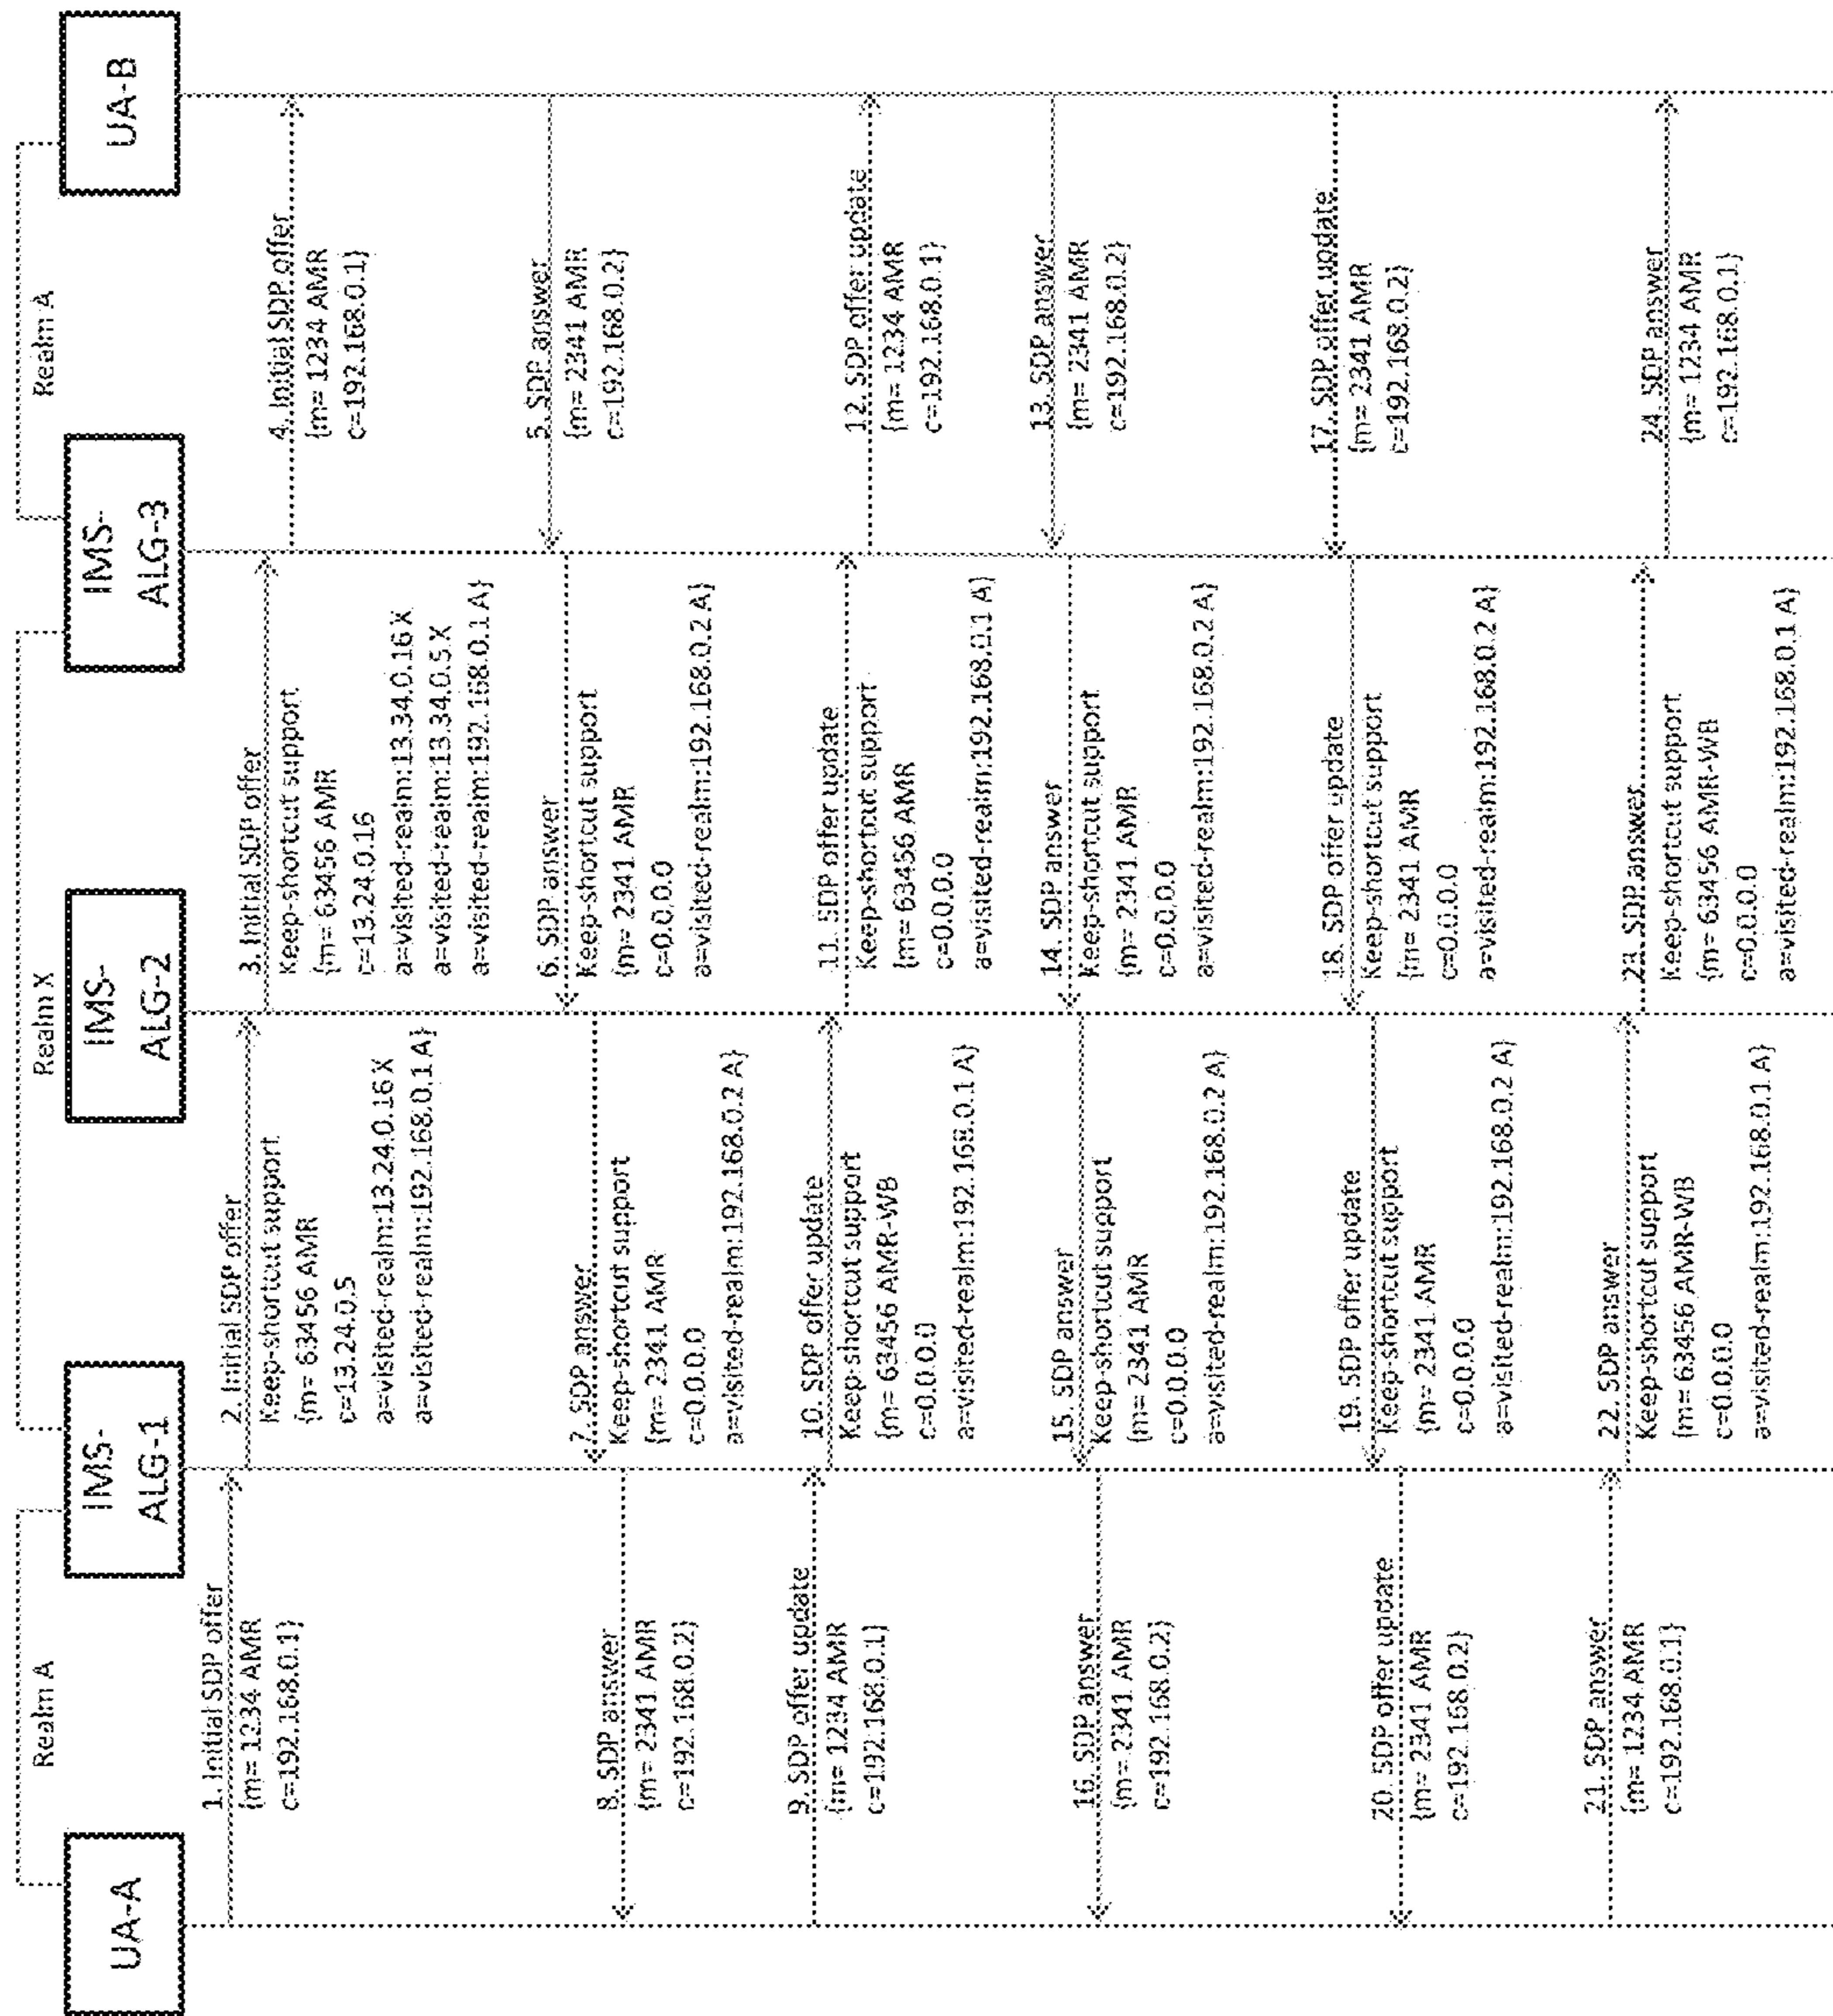 Realm A
Realm X
Realm A
UA-A
IMS-
ALG-1
IMS-
ALG-2
IMS-
ALG-3
UA-B
1. Initial SDP offer
{m= 1234 AMR
c=192.168.0.1}
2. Initial SDP offer
Keep-shortcut support
{m= 63456 AMR
c=13.24.0.5
a=visited-realm:13.24.0.16 X
a=visited-realm:192.168.0.1 A}
3. Initial SDP offer
Keep-shortcut support
{m= 63456 AMR
c=13.24.0.16
a=visited-realm:13.34.0.16 X
a=visited-realm:13.34.0.5 X
a=visited-realm:192.168.0.1 A}
4. Initial SDP offer
{m= 1234 AMR
c=192.168.0.1}
5. SDP answer
{m= 2341 AMR
c=192.168.0.2}
6. SDP answer
Keep-shortcut support
{m= 2341 AMR
c=0.0.0.0
a=visited-realm:192.168.0.2 A}
7. SDP answer
Keep-shortcut support
{m= 2341 AMR
c=0.0.0.0
a=visited-realm:192.168.0.2 A}
8. SDP answer
{m= 2341 AMR
c=192.168.0.2}
9. SDP offer update
{m= 1234 AMR
c=192.168.0.1}
10. SDP offer update
Keep-shortcut support
{m= 63456 AMR-WB
c=0.0.0.0
a=visited-realm:192.168.0.1 A}
11. SDP offer update
Keep-shortcut support
{m= 63456 AMR
c=0.0.0.0
a=visited-realm:192.168.0.1 A}
12. SDP offer update
{m= 1234 AMR
c=192.168.0.1}
13. SDP answer
{m= 2341 AMR
c=192.168.0.2}
14. SDP answer
Keep-shortcut support
{m= 2341 AMR
c=0.0.0.0
a=visited-realm:192.168.0.2 A}
15. SDP answer
Keep-shortcut support
{m= 2341 AMR
c=0.0.0.0
a=visited-realm:192.168.0.2 A}
16. SDP answer
{m= 2341 AMR
c=192.168.0.2}
17. SDP offer update
{m= 2341 AMR
c=192.168.0.2}
18. SDP offer update
Keep-shortcut support
{m= 2341 AMR
c=0.0.0.0
a=visited-realm:192.168.0.2 A}
19. SDP offer update
Keep-shortcut support
{m= 2341 AMR
c=0.0.0.0
a=visited-realm:192.168.0.2 A}
20. SDP offer update
{m= 2341 AMR
c=192.168.0.2}
21. SDP answer
{m= 1234 AMR
c=192.168.0.1}
22. SDP answer
Keep-shortcut support
{m= 63456 AMR-WB
c=0.0.0.0
a=visited-realm:192.168.0.1 A}
23. SDP answer
Keep-shortcut support
{m= 63456 AMR-WB
c=0.0.0.0
a=visited-realm:192.168.0.1 A}
24. SDP answer
{m= 1234 AMR
c=192.168.0.1}